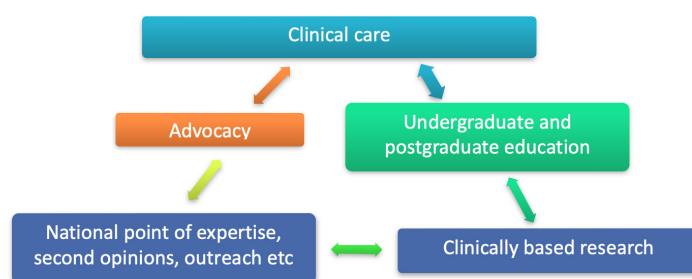 Clinical care
Advocacy
Undergraduate and
postgraduate education
National point of expertise,
second opinions, outreach etc
Clinically based research